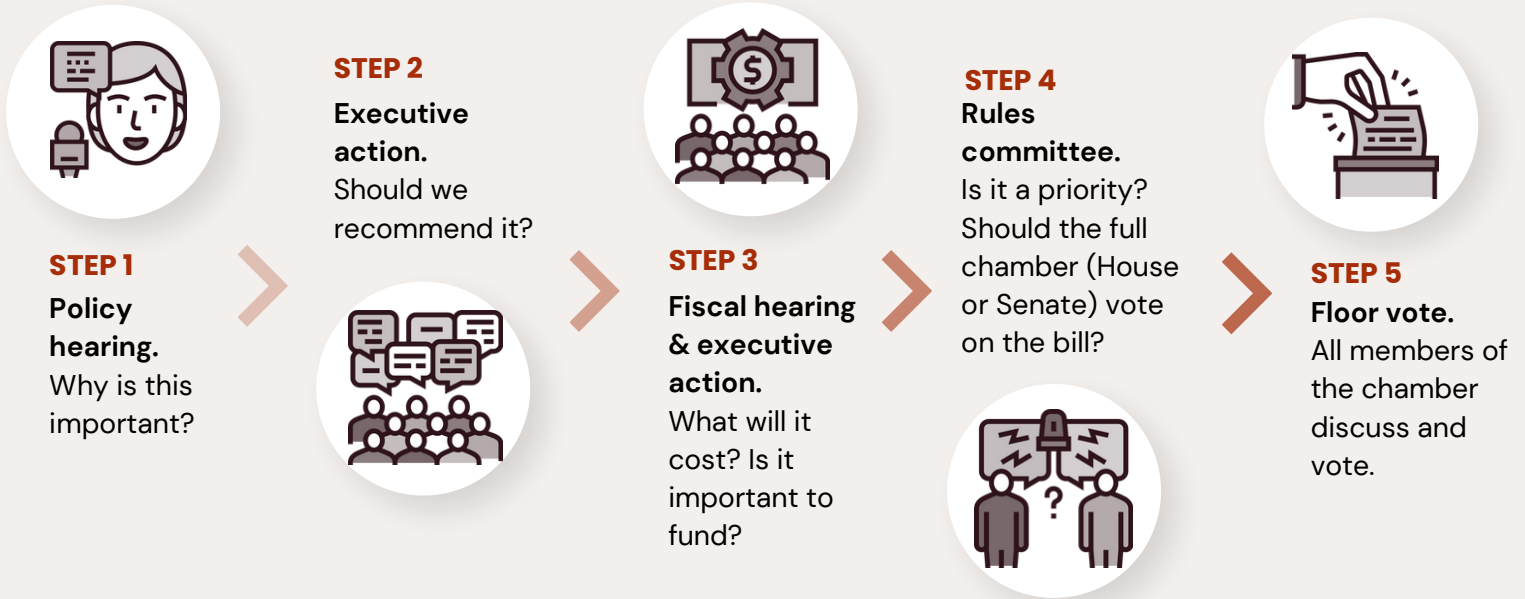 STEP 1
Policy
hearing.
Why is this
important?
STEP 2
Executive
action.
Should we
recommend it?
STEP 3
Fiscal hearing
& executive
action.
What will it
cost? Is it
important to
fund?
STEP 4
Rules
committee.
Is it a priority?
Should the full
chamber (House
or Senate) vote
on the bill?
STEP 5
Floor vote.
All members of
the chamber
discuss and
vote.
$
?